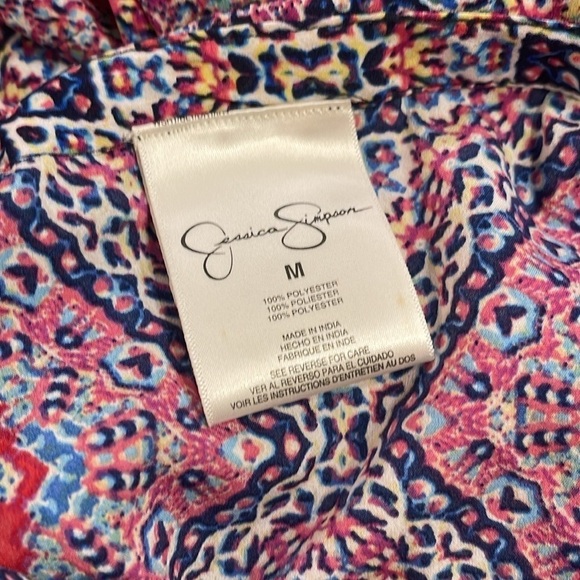 Jessica Simpson
M
100% POLYESTER
100% POLIESTER
100% POLYESTER
MADE IN INDIA
HECHO EN INDIA
FABRIQUE EN INDE
SEE REVERSE FOR CARE
VER AL REVERSO PARA EL CUIDADO
VOIR LES INSTRUCTIONS D'ENTRETIEN AU DOS